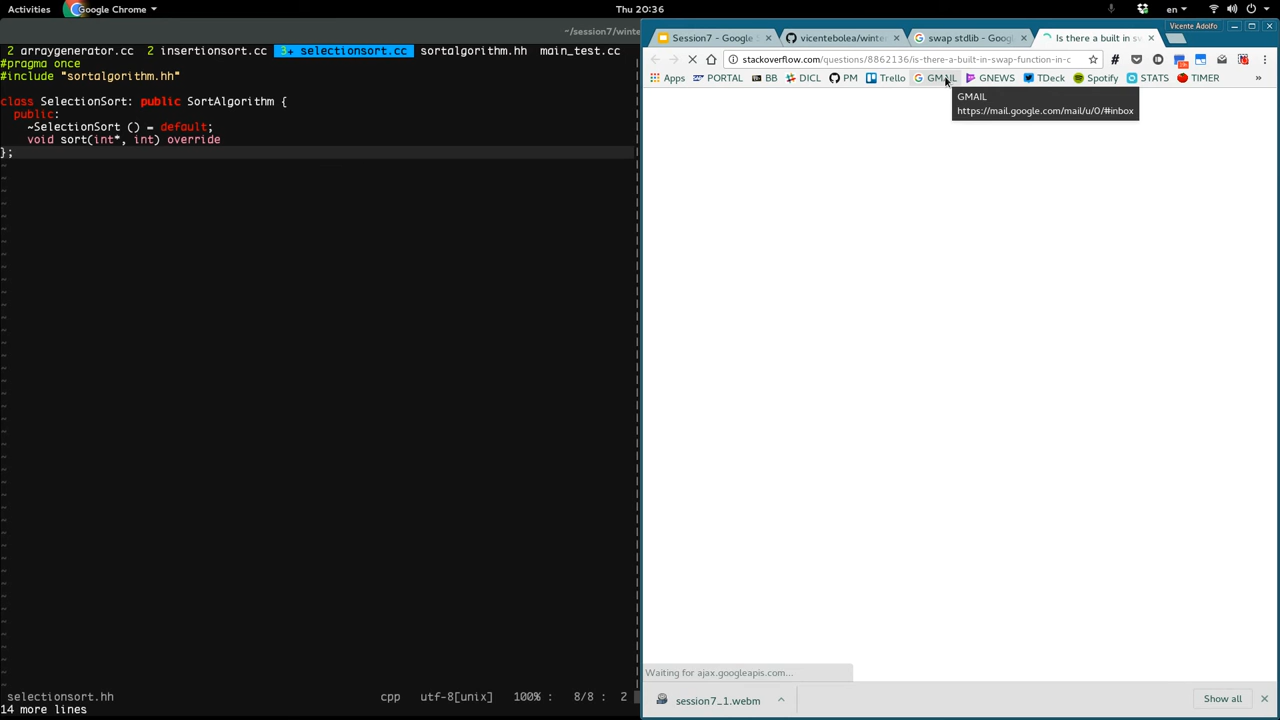 Activities Google Chrome Thu 20:36 en
~/session7/winte
2 arraygenerator.cc 2 insertionsort.cc 3+ selectionsort.cc sortalgorithm.hh main_test.cc
#pragma once
#include "sortalgorithm.hh"
class SelectionSort: public SortAlgorithm {
public:
~SelectionSort () = default;
void sort(int*, int) override
};
selectionsort.hh cpp utf-8[unix] 100% : 8/8 : 2
14 more lines
Vicente Adolfo
Session7 - Google S vicentebolea/winte swap stdlib - Googl Is there a built in sw
stackoverflow.com/questions/8862136/is-there-a-built-in-swap-function-in-c
Apps PORTAL BB DICL PM Trello GMAIL GNEWS TDeck Spotify STATS TIMER »
GMAIL
https://mail.google.com/mail/u/0/#inbox
Waiting for ajax.googleapis.com...
session7_1.webm Show all